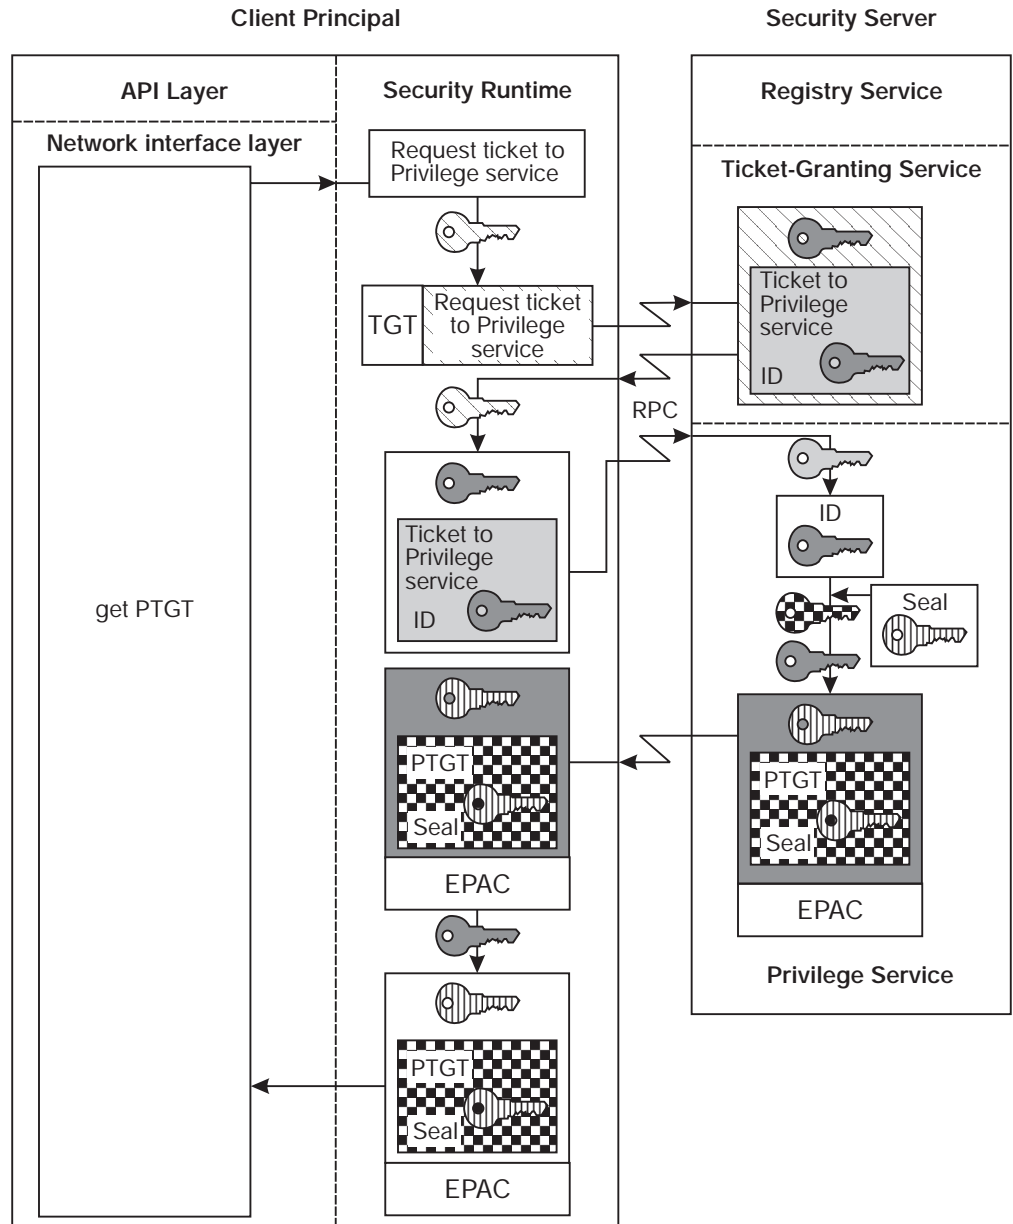 Client Principal
Security Server
API Layer
Security Runtime
Registry Service
Network interface layer
Request ticket to
Privilege service
Ticket-Granting Service
Ticket to
Privilege
service
ID
TGT
Request ticket
to Privilege
service
RPC
Ticket to
Privilege
service
ID
ID
Seal
get PTGT
PTGT
Seal
EPAC
PTGT
Seal
EPAC
Privilege Service
PTGT
Seal
EPAC